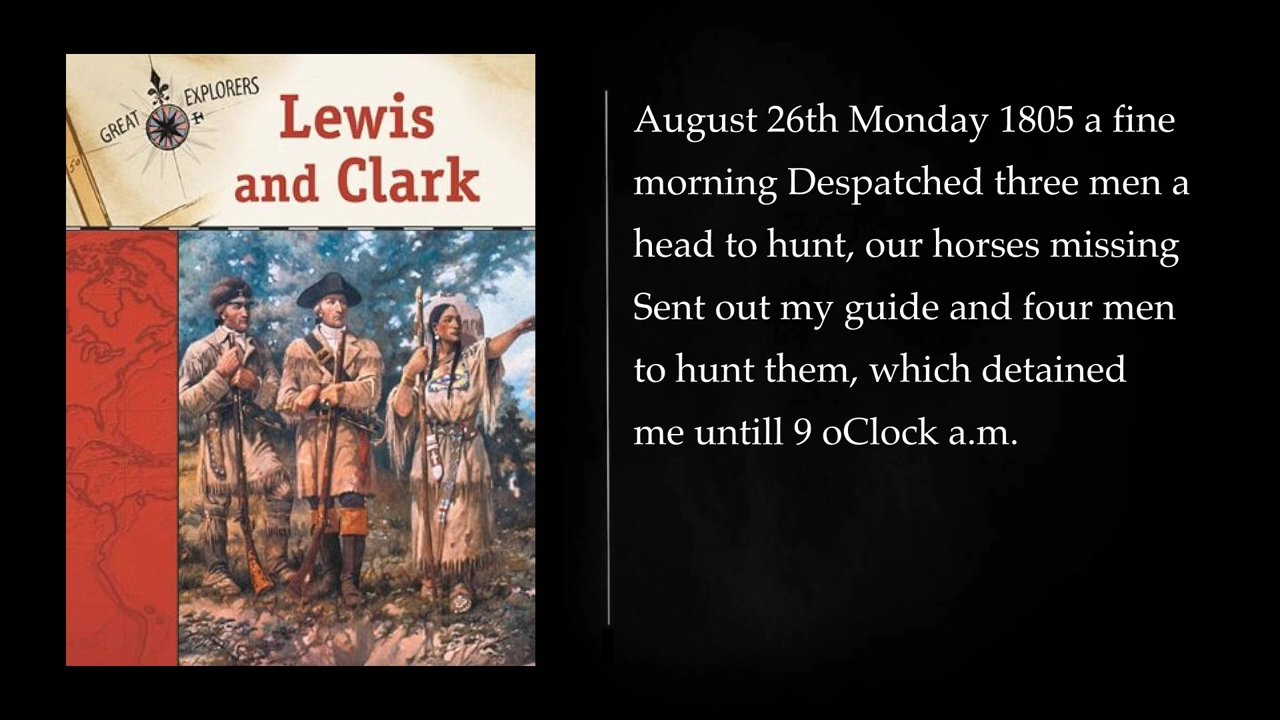 GREAT EXPLORERS
Lewis
and Clark
50
August 26th Monday 1805 a fine
morning Despatched three men a
head to hunt, our horses missing
Sent out my guide and four men
to hunt them, which detained
me untill 9 oClock a.m.